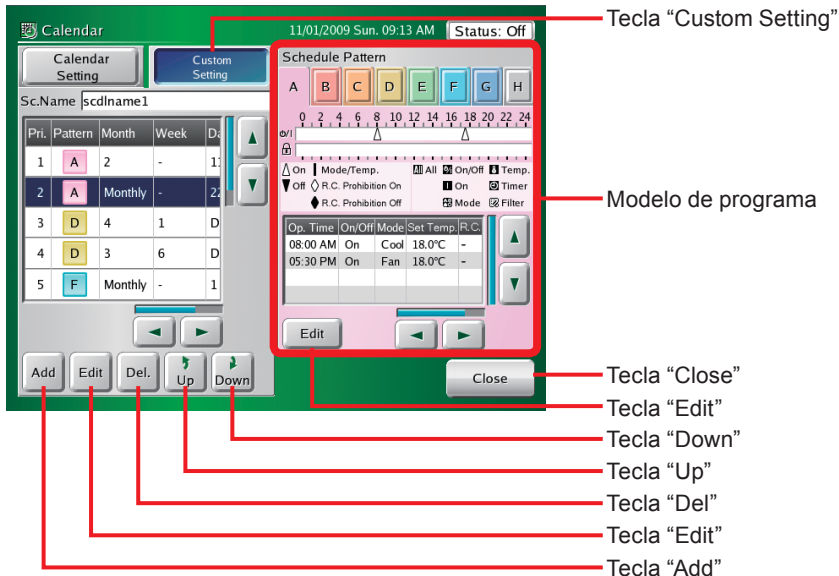 Calendar
11/01/2009 Sun. 09:13 AM
Status: Off
Calendar
Setting
Custom
Setting
Sc.Name scdlname1
Pri. Pattern Month Week
1 A 2 -
2 A Monthly -
3 D 4 1 D
4 D 3 6 D
5 F Monthly - 1
Add
Edit
Del.
Up
Down
Schedule Pattern
A B C D E F G H
0 2 4 6 8 10 12 14 16 18 20 22 24
On Mode/Temp. All All On/Off Temp.
Off R.C. Prohibition On On Timer
R.C. Prohibition Off Mode Filter
Op. Time On/Off Mode Set Temp. R.C.
08:00 AM On Cool 18.0°C -
05:30 PM On Fan 18.0°C -
Edit
Close
Tecla “Custom Setting”
Modelo de programa
Tecla “Close”
Tecla “Edit”
Tecla “Down”
Tecla “Up”
Tecla “Del”
Tecla “Edit”
Tecla “Add”